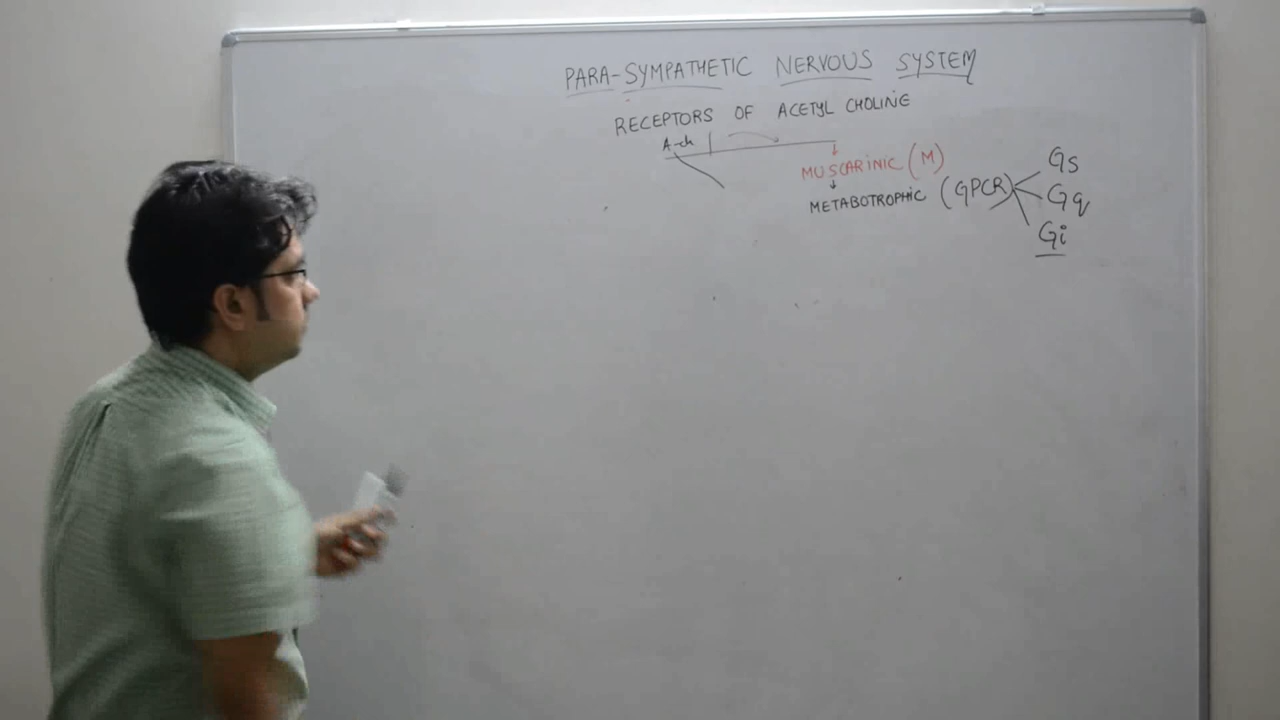 PARA-SYMPATHETIC NERVOUS SYSTEM
RECEPTORS OF ACETYL CHOLINE
A-ch
MUSCARINIC (M)
METABOTROPHIC (GPCR)
Gs
Gq
Gi